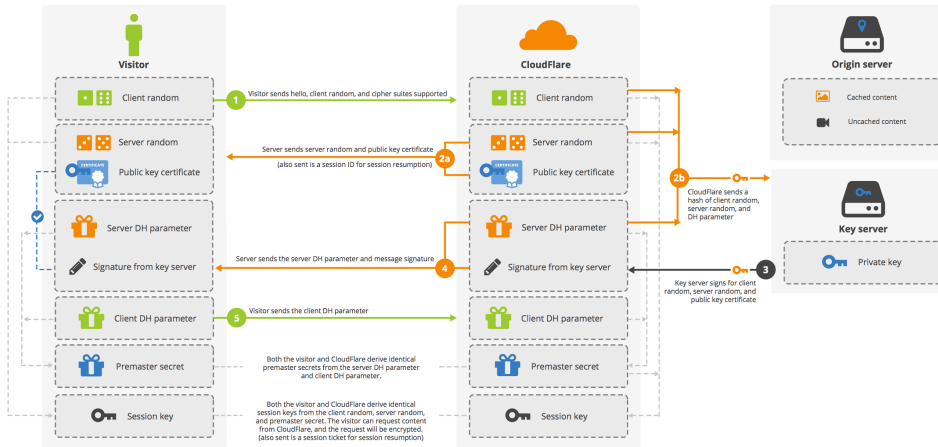 Visitor
CloudFlare
Origin server
Client random
1
Visitor sends hello, client random, and cipher suites supported
Client random
Cached content
Uncached content
Server random
Server sends server random and public key certificate
2a
(also sent is a session ID for session resumption)
Server random
CERTIFICATE
Public key certificate
CERTIFICATE
Public key certificate
2b
CloudFlare sends a
hash of client random,
server random, and
DH parameter
Key server
Server DH parameter
Server DH parameter
Signature from key server
Server sends the server DH parameter and message signature
4
Signature from key server
3
Private key
Key server signs for client
random, server random, and
public key certificate
Client DH parameter
5
Visitor sends the client DH parameter
Client DH parameter
Premaster secret
Both the visitor and CloudFlare derive identical
premaster secrets from the server DH parameter
and client DH parameter.
Premaster secret
Session key
Both the visitor and CloudFlare derive identical
session keys from the client random, server random,
and premaster secret. The visitor can request content
from CloudFlare, and the request will be encrypted.
(also sent is a session ticket for session resumption)
Session key